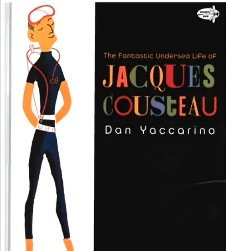 The Fantastic Undersea Life of
JACQUES
COUSTEAU
Dan Yaccarino